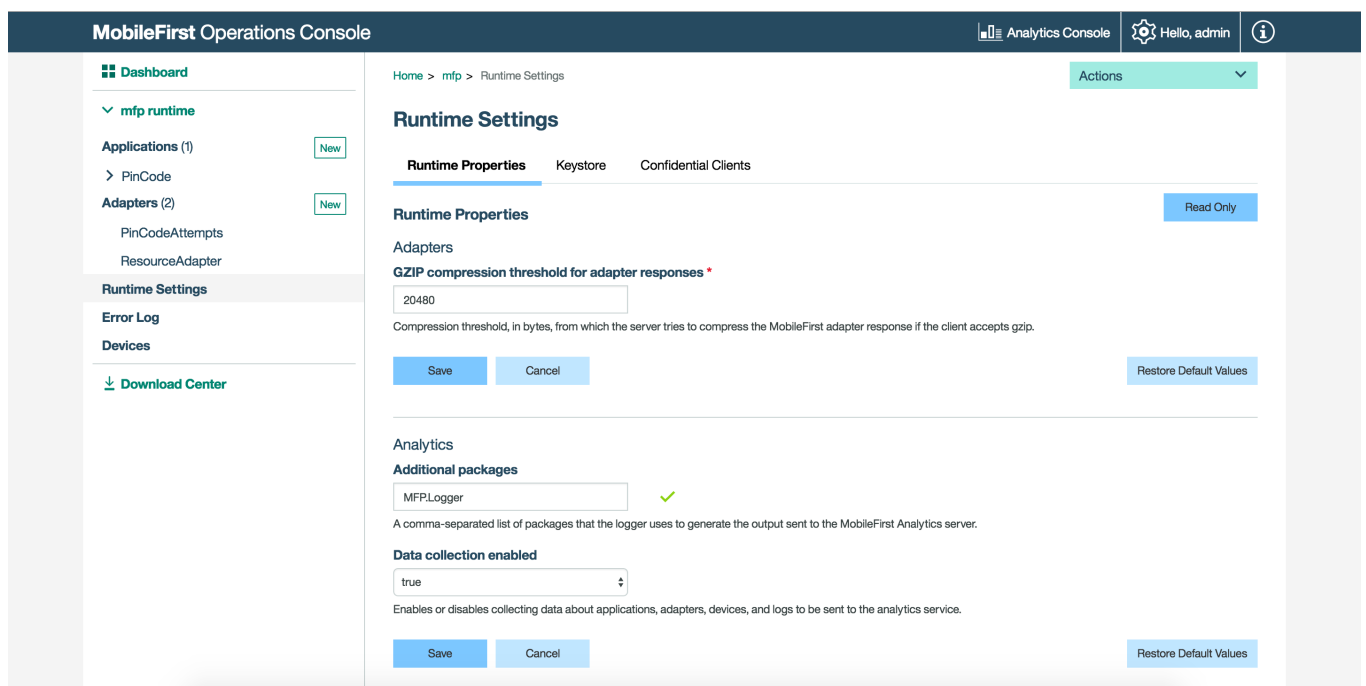 MobileFirst Operations Console
Analytics Console
Hello, admin
Dashboard
mfp runtime
Applications (1)
New
PinCode
Adapters (2)
New
PinCodeAttempts
ResourceAdapter
Runtime Settings
Error Log
Devices
Download Center
Home > mfp > Runtime Settings
Actions
Runtime Settings
Runtime Properties
Keystore
Confidential Clients
Runtime Properties
Read Only
Adapters
GZIP compression threshold for adapter responses *
20480
Compression threshold, in bytes, from which the server tries to compress the MobileFirst adapter response if the client accepts gzip.
Save
Cancel
Restore Default Values
Analytics
Additional packages
MFP.Logger
A comma-separated list of packages that the logger uses to generate the output sent to the MobileFirst Analytics server.
Data collection enabled
true
Enables or disables collecting data about applications, adapters, devices, and logs to be sent to the analytics service.
Save
Cancel
Restore Default Values